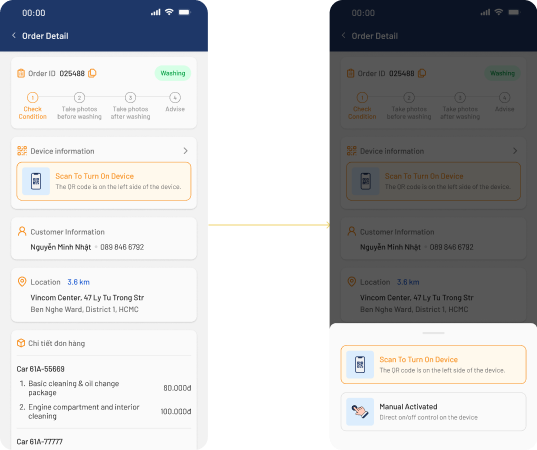 00:00
Order Detail
Order ID 025488
Washing
1
2
3
4
Check
Condition
Take photos
before washing
Take photos
after washing
Advise
Device information
Scan To Turn On Device
The QR code is on the left side of the device.
Customer Information
Nguyễn Minh Nhật • 089 846 6792
Location 3.6 km
Vincom Center, 47 Ly Tu Trong Str
Ben Nghe Ward, District 1, HCMC
Chi tiết đơn hàng
Car 61A-55669
1. Basic cleaning & oil change
package
80.000đ
2. Engine compartment and interior
cleaning
100.000đ
Car 61A-77777
00:00
Order Detail
Order ID 025488
Washing
1
2
3
4
Check
Condition
Take photos
before washing
Take photos
after washing
Advise
Device information
Scan To Turn On Device
The QR code is on the left side of the device.
Customer Information
Nguyễn Minh Nhật • 089 846 6792
Location 3.6 km
Vincom Center, 47 Ly Tu Trong Str
Ben Nghe Ward, District 1, HCMC
Scan To Turn On Device
The QR code is on the left side of the device.
Manual Activated
Direct on/off control on the device